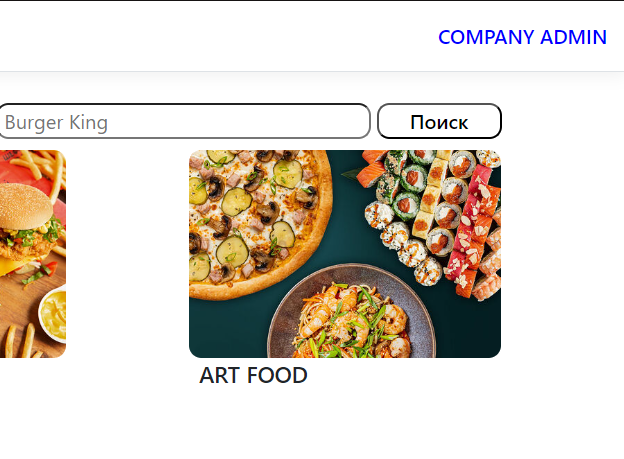 COMPANY ADMIN
Burger King
Поиск
ART FOOD